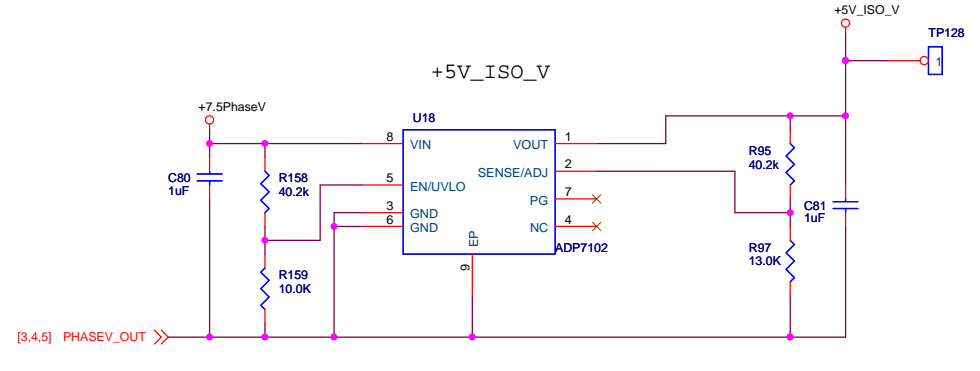 +5V_ISO_V
TP128
1
+5V_ISO_V
+7.5PhaseV
U18
8
VIN
VOUT
1
R95
40.2k
C80
1uF
R158
40.2k
5
EN/UVLO
SENSE/ADJ
2
3
GND
PG
7
6
GND
NC
4
C81
1uF
EP
ADP7102
R97
13.0K
9
R159
10.0K
[3,4,5] PHASEV_OUT